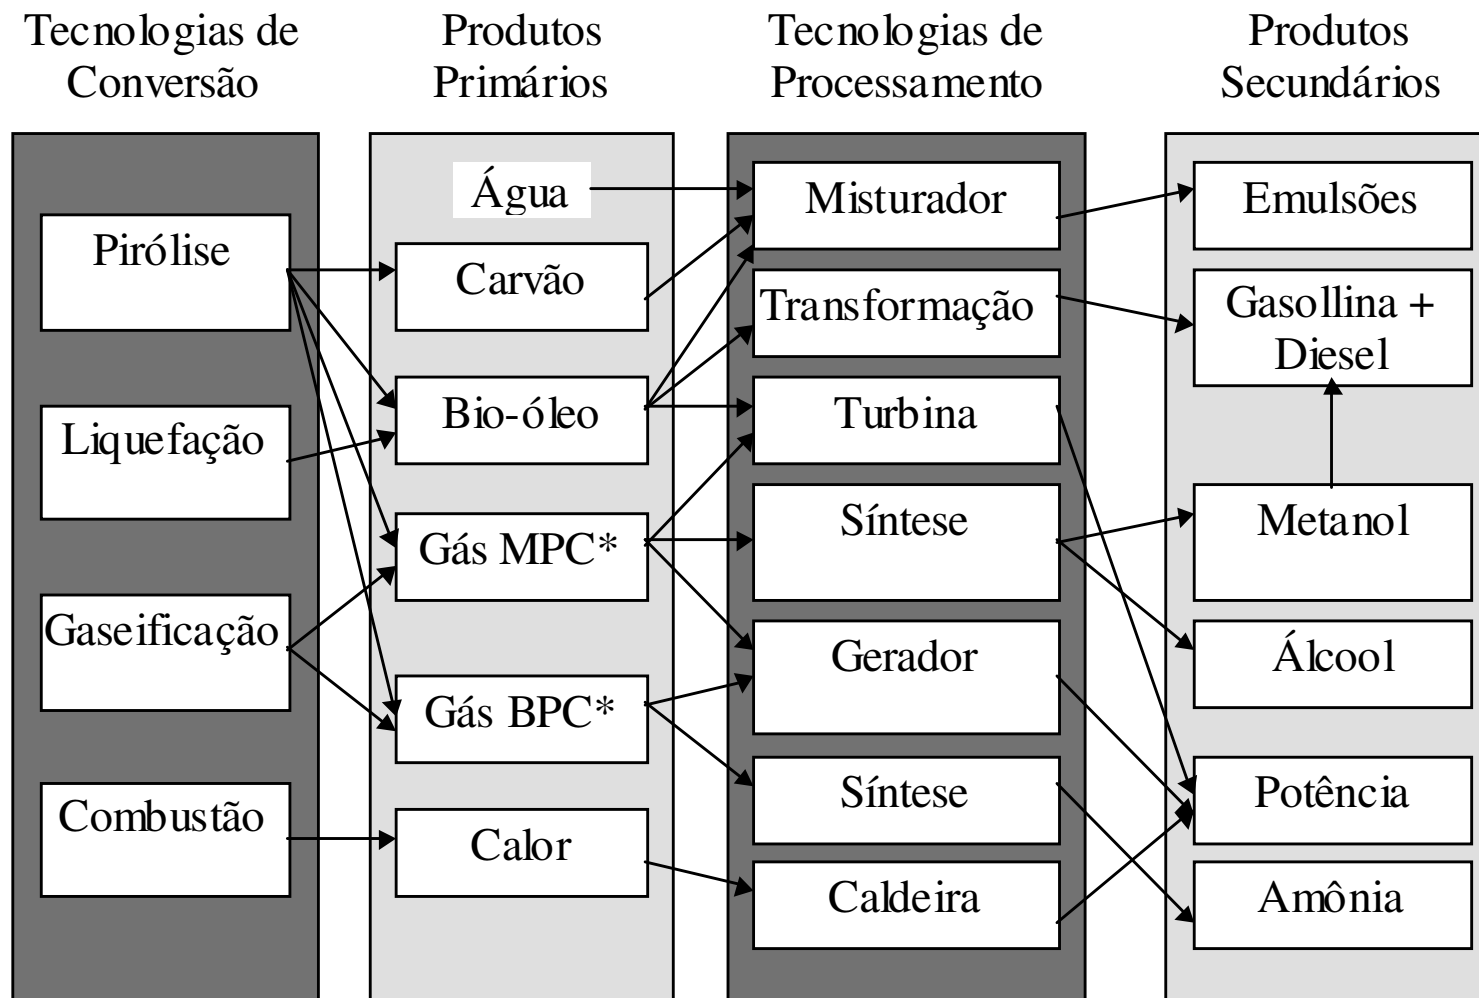 Tecnologias de
Conversão
Produtos
Primários
Tecnologias de
Processamento
Produtos
Secundários
Pirólise
Liquefação
Gaseificação
Combustão
Água
Carvão
Bio-óleo
Gás MPC*
Gás BPC*
Calor
Misturador
Transformação
Turbina
Síntese
Gerador
Síntese
Caldeira
Emulsões
Gasollina +
Diesel
Metanol
Álcool
Potência
Amônia